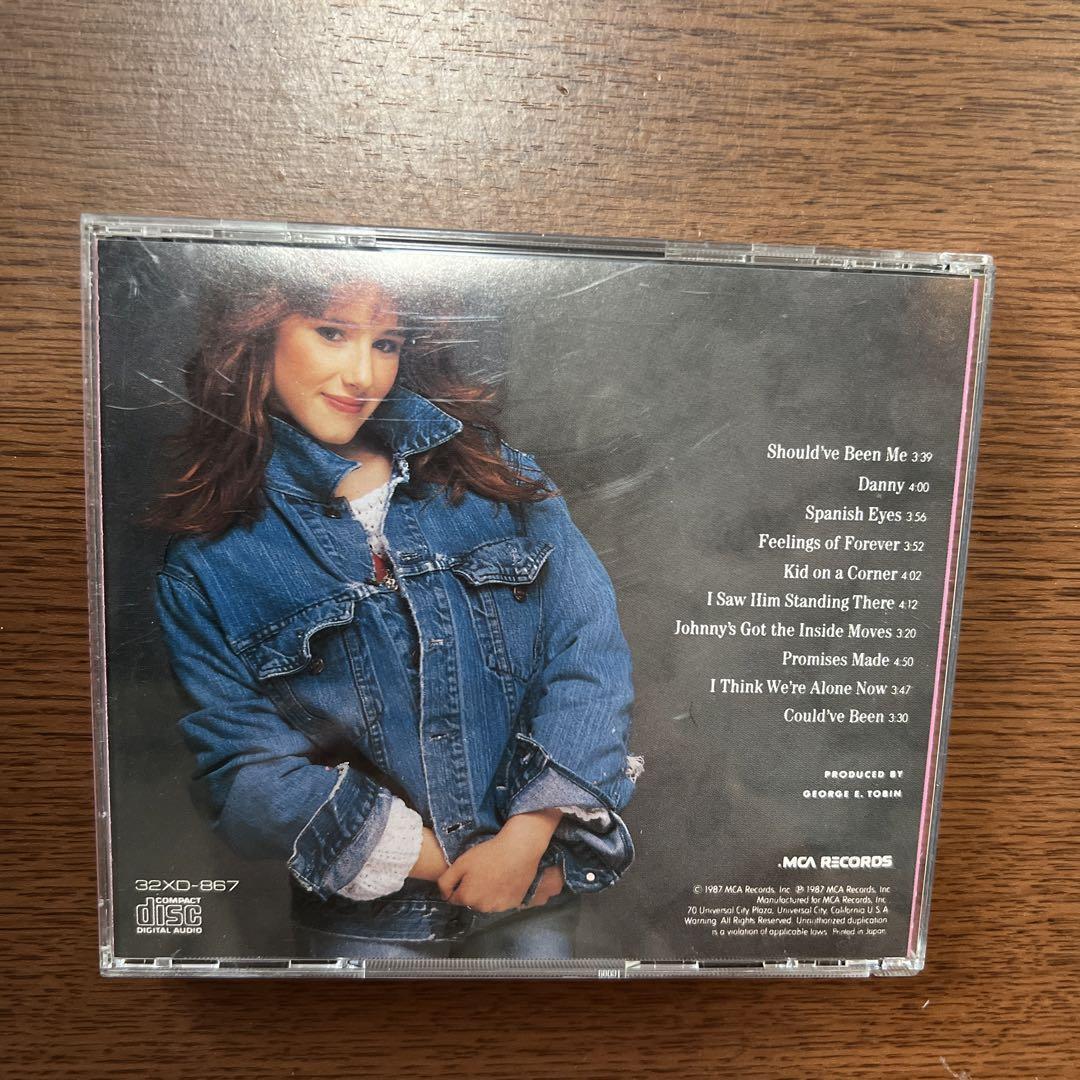 Should've Been Me 3:39
Danny 4:00
Spanish Eyes 3:56
Feelings of Forever 3:52
Kid on a Corner 4:02
I Saw Him Standing There 4:12
Johnny's Got the Inside Moves 3:20
Promises Made 4:50
I Think We're Alone Now 3:47
Could've Been 3:30
PRODUCED BY
GEORGE E. TOBIN
MCA RECORDS
© 1987 MCA Records, Inc ℗ 1987 MCA Records, Inc
Manufactured for MCA Records, Inc
70 Universal City Plaza, Universal City, California U.S.A
Warning. All Rights Reserved. Unauthorized duplication
is a violation of applicable laws. Printed in Japan
32XD-867
COMPACT
disc
DIGITAL AUDIO